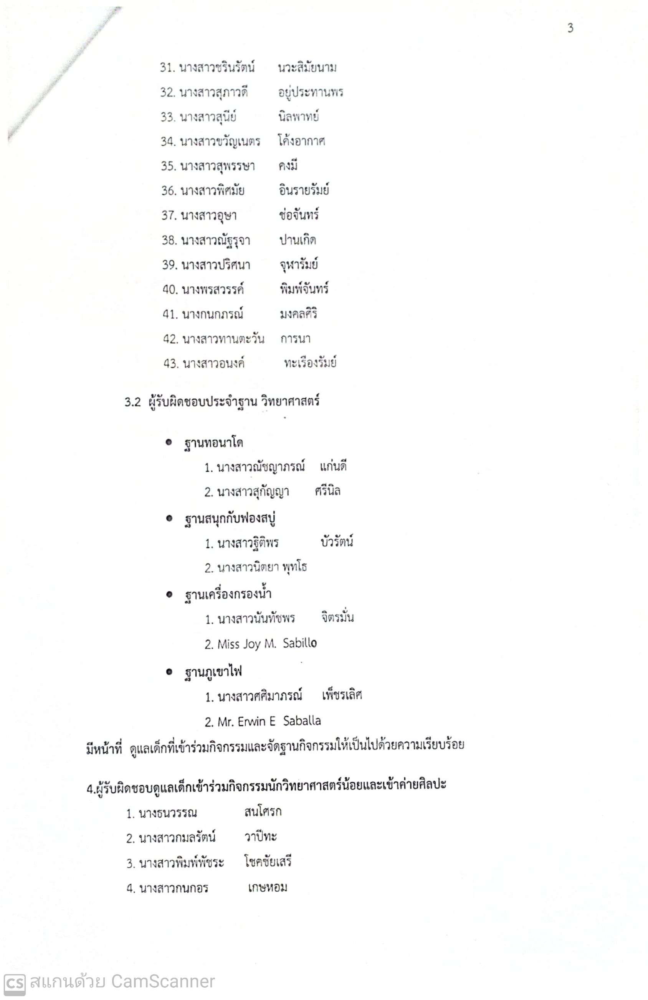 3
31. นางสาวชรินรัตน์ นวะสิมัยนาม
32. นางสาวสุภาวดี อยู่ประทานพร
33. นางสาวสุนีย์ นิลพาทย์
34. นางสาวขวัญเนตร โค้งอากาศ
35. นางสาวสุพรรษา คงมี
36. นางสาวพิศมัย อินรายรัมย์
37. นางสาวอุษา ช่อจันทร์
38. นางสาวณัฐรุจา ปานเกิด
39. นางสาวปริศนา จุฬารัมย์
40. นางพรสวรรค์ พิมพ์จันทร์
41. นางกนกภรณ์ มงคลศิริ
42. นางสาวทานตะวัน การนา
43. นางสาวอนงค์ ทะเรืองรัมย์
3.2 ผู้รับผิดชอบประจำฐาน วิทยาศาสตร์
• ฐานทอนาโด
1. นางสาวณัชญาภรณ์ แก่นดี
2. นางสาวสุกัญญา ศรีนิล
• ฐานสนุกกับฟองสบู่
1. นางสาวฐิติพร บัวรัตน์
2. นางสาวนิตยา พุทโธ
• ฐานเครื่องกรองน้ำ
1. นางสาวนันทัชพร จิตรมั่น
2. Miss Joy M. Sabillo
• ฐานภูเขาไฟ
1. นางสาวศศิมาภรณ์ เพ็ชรเลิศ
2. Mr. Erwin E Saballa
มีหน้าที่ ดูแลเด็กที่เข้าร่วมกิจกรรมและจัดฐานกิจกรรมให้เป็นไปด้วยความเรียบร้อย
4.ผู้รับผิดชอบดูแลเด็กเข้าร่วมกิจกรรมนักวิทยาศาสตร์น้อยและเข้าค่ายศิลปะ
1. นางธนวรรณ สนโศรก
2. นางสาวกมลรัตน์ วาปีทะ
3. นางสาวพิมพ์พัชระ โชคชัยเสรี
4. นางสาวกนกอร เกษหอม
CS สแกนด้วย CamScanner